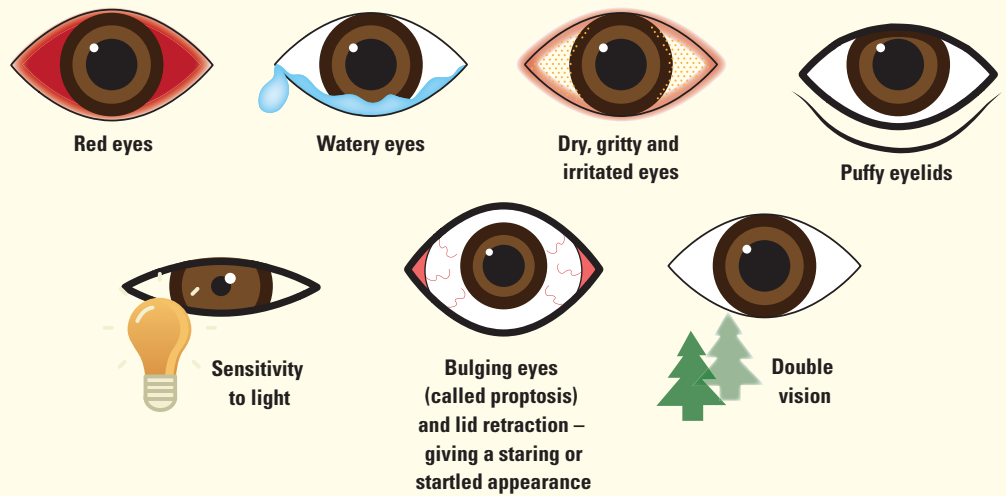 Red eyes
Watery eyes
Dry, gritty and
irritated eyes
Puffy eyelids
Sensitivity
to light
Bulging eyes
(called proptosis)
and lid retraction –
giving a staring or
startled appearance
Double
vision